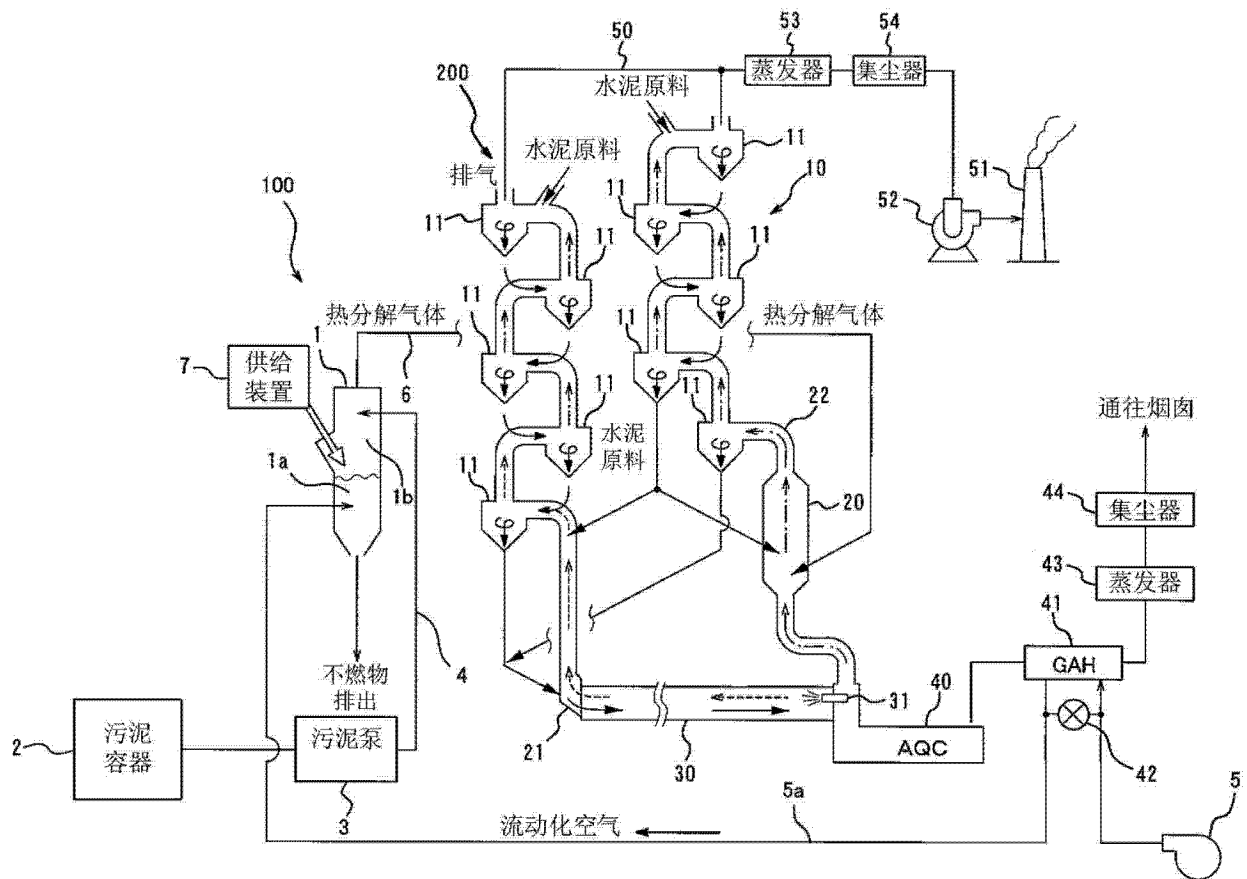 53
54
50
蒸发器
集尘器
200
水泥原料
水泥原料
11
排气
10
51
100
11
11
52
11
11
热分解气体
11
11
热分解气体
1
7
供给
装置
6
11
11
11
22
通往烟囱
水泥
原料
1a
1b
11
20
44
集尘器
43
蒸发器
41
GAH
不燃物
排出
4
40
31
2
污泥
容器
污泥泵
21
30
AQC
42
3
5a
5
流动化空气